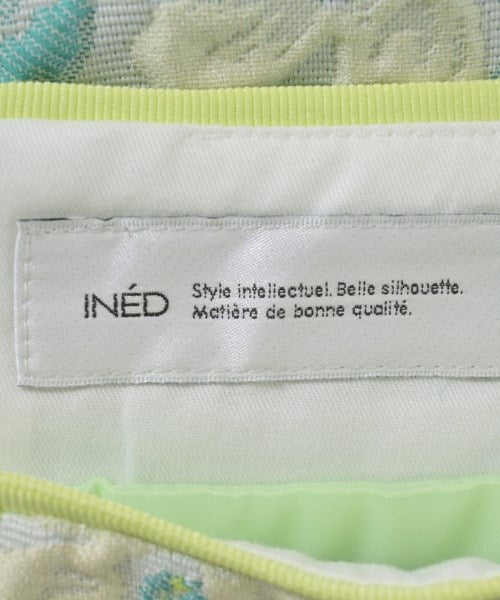 INÉD
Style intellectuel. Belle silhouette.
Matière de bonne qualité.